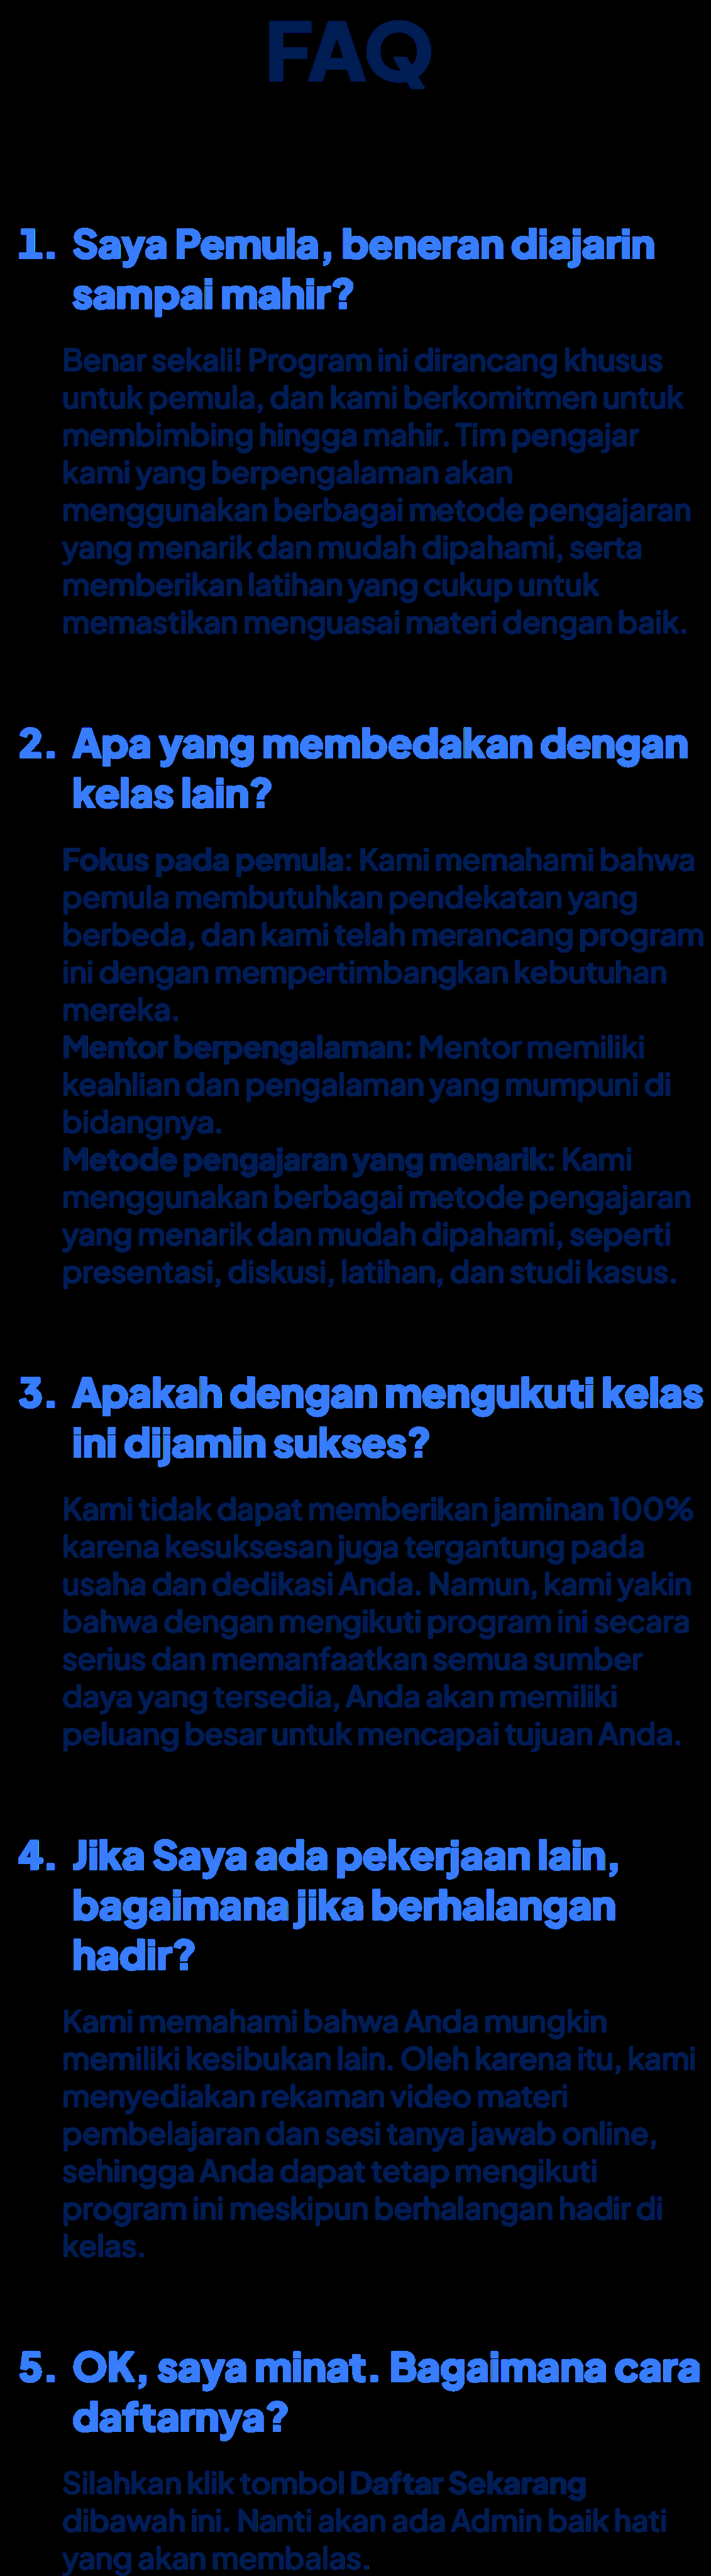 FAQ
1. Saya Pemula, beneran diajarin
sampai mahir?
Benar sekali! Program ini dirancang khusus
untuk pemula, dan kami berkomitmen untuk
membimbing hingga mahir. Tim pengajar
kami yang berpengalaman akan
menggunakan berbagai metode pengajaran
yang menarik dan mudah dipahami, serta
memberikan latihan yang cukup untuk
memastikan menguasai materi dengan baik.
2. Apa yang membedakan dengan
kelas lain?
Fokus pada pemula: Kami memahami bahwa
pemula membutuhkan pendekatan yang
berbeda, dan kami telah merancang program
ini dengan mempertimbangkan kebutuhan
mereka.
Mentor berpengalaman: Mentor memiliki
keahlian dan pengalaman yang mumpuni di
bidangnya.
Metode pengajaran yang menarik: Kami
menggunakan berbagai metode pengajaran
yang menarik dan mudah dipahami, seperti
presentasi, diskusi, latihan, dan studi kasus.
3. Apakah dengan mengukuti kelas
ini dijamin sukses?
Kami tidak dapat memberikan jaminan 100%
karena kesuksesan juga tergantung pada
usaha dan dedikasi Anda. Namun, kami yakin
bahwa dengan mengikuti program ini secara
serius dan memanfaatkan semua sumber
daya yang tersedia, Anda akan memiliki
peluang besar untuk mencapai tujuan Anda.
4. Jika Saya ada pekerjaan lain,
bagaimana jika berhalangan
hadir?
Kami memahami bahwa Anda mungkin
memiliki kesibukan lain. Oleh karena itu, kami
menyediakan rekaman video materi
pembelajaran dan sesi tanya jawab online,
sehingga Anda dapat tetap mengikuti
program ini meskipun berhalangan hadir di
kelas.
5. OK, saya minat. Bagaimana cara
daftarnya?
Silahkan klik tombol Daftar Sekarang
dibawah ini. Nanti akan ada Admin baik hati
yang akan membalas.